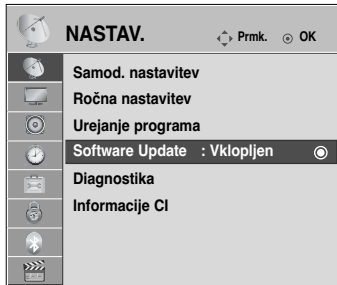 NASTAV. Prmk. OK
Samod. nastavitev
Ročna nastavitev
Urejanje programa
Software Update : Vklopljen
Diagnostika
Informacije CI